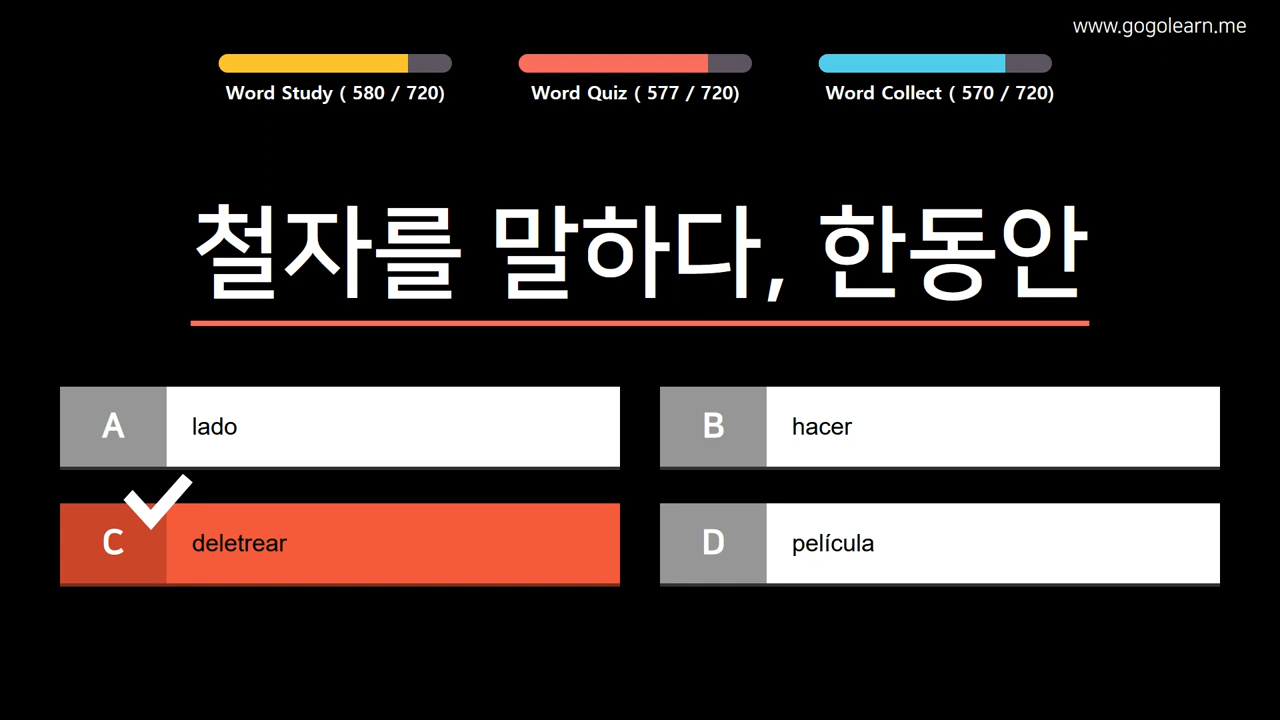 www.gogolearn.me
Word Study ( 580 / 720)
Word Quiz ( 577 / 720)
Word Collect ( 570 / 720)
철자를 말하다, 한동안
A lado
B hacer
C deletrear
D película